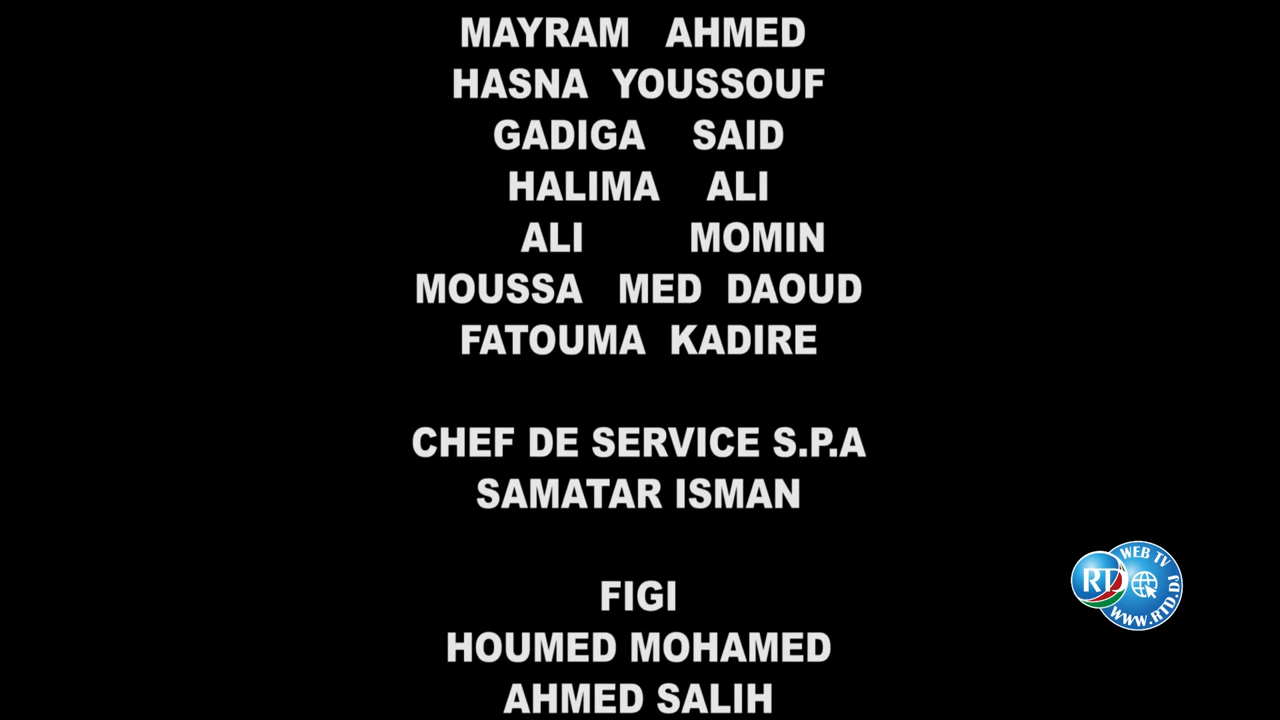 MAYRAM AHMED
HASNA YOUSSOUF
GADIGA SAID
HALIMA ALI
ALI MOMIN
MOUSSA MED DAOUD
FATOUMA KADIRE
CHEF DE SERVICE S.P.A
SAMATAR ISMAN
FIGI
HOUMED MOHAMED
AHMED SALIH
WEB TV
RTD
WWW.RTD.DJ